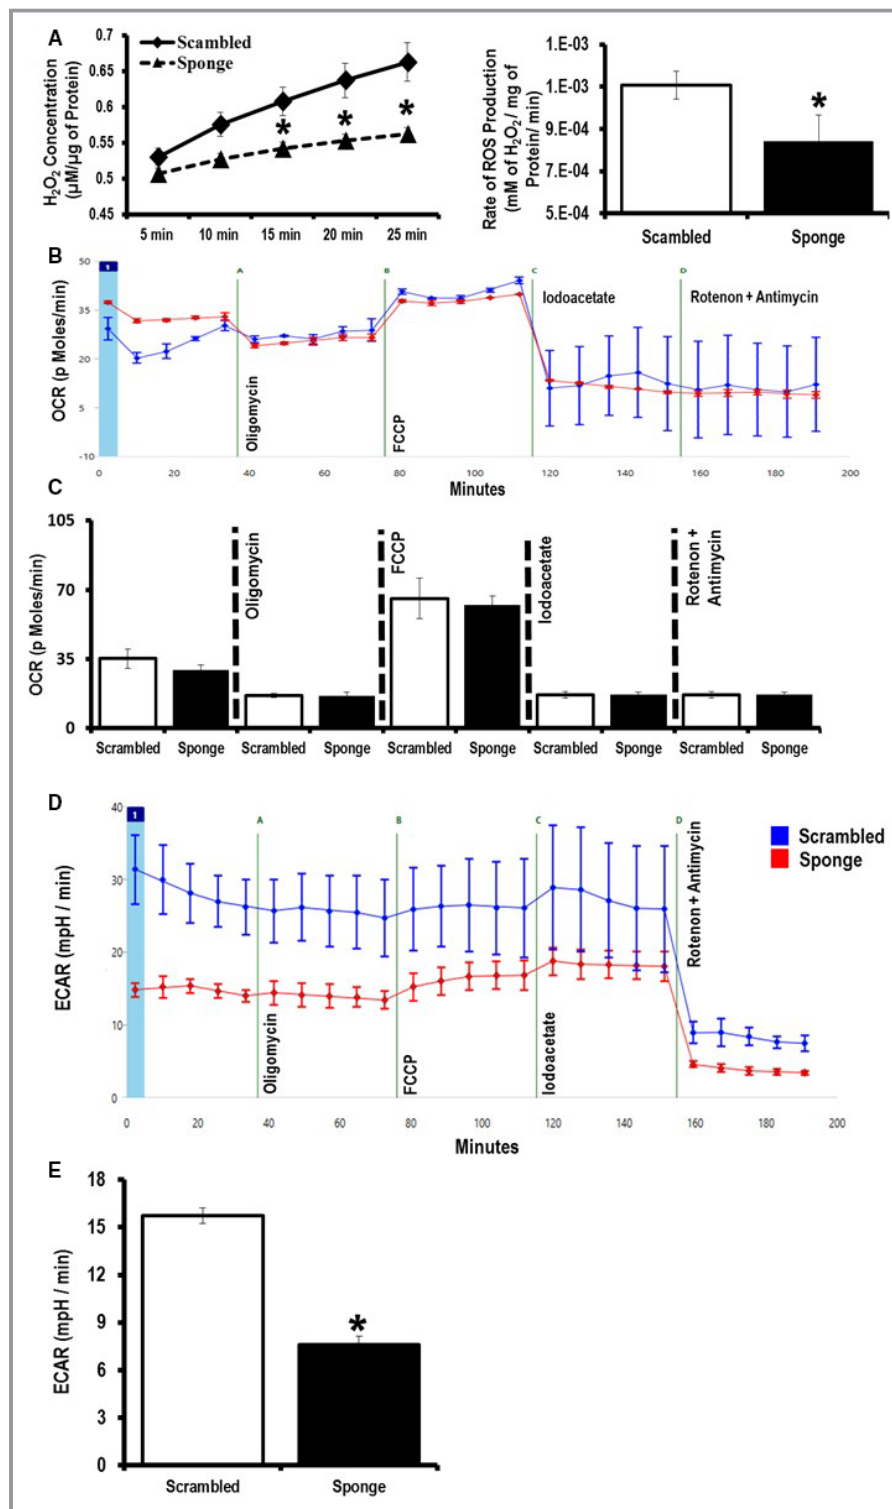 A
0.7
0.65
0.6
0.55
0.5
0.45
H₂O₂ Concentration
(µM/µg of Protein)
Scambled
Sponge
*
*
*
5 min
10 min
15 min
20 min
25 min
Rate of ROS Production
(mM of H₂O₂/ mg of
Protein/ min)
1.E-03
1.E-03
9.E-04
7.E-04
5.E-04
*
Scambled
Sponge
B
OCR (p Moles/min)
50
35
20
5
-10
1
A
B
C
D
Oligomycin
FCCP
Iodoacetate
Rotenon + Antimycin
0
20
40
60
80
100
120
140
160
180
200
Minutes
C
OCR (p Moles/min)
105
70
35
0
Oligomycin
FCCP
Iodoacetate
Rotenon +
Antimycin
Scrambled
Sponge
Scrambled
Sponge
Scrambled
Sponge
Scrambled
Sponge
Scrambled
Sponge
D
ECAR (mpH / min)
40
30
20
10
0
1
A
B
C
D
Oligomycin
FCCP
Iodoacetate
Rotenon + Antimycin
Scrambled
Sponge
0
20
40
60
80
100
120
140
160
180
200
Minutes
E
ECAR (mpH / min)
18
15
12
9
6
3
0
*
Scrambled
Sponge